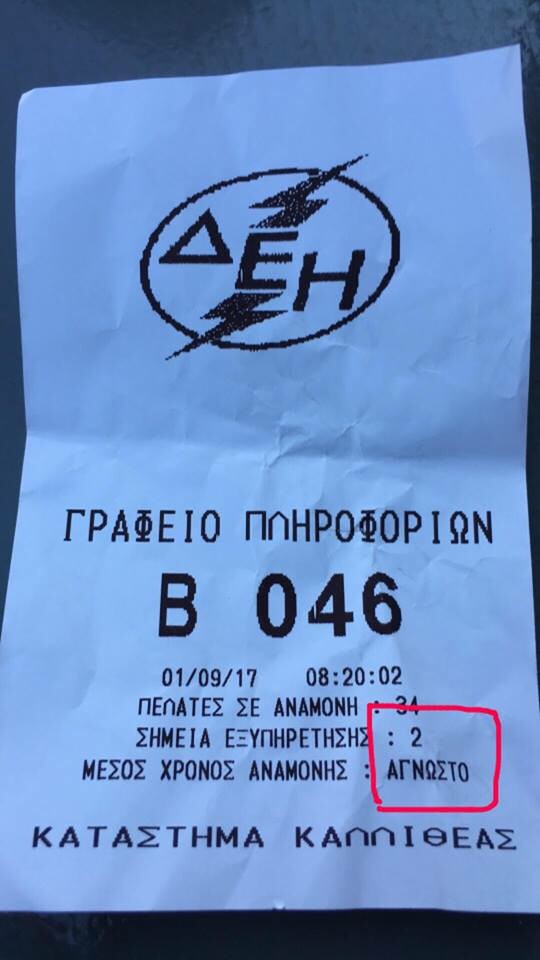 ΔΕΗ
ΓΡΑΦΕΙΟ ΠΛΗΡΟΦΟΡΙΩΝ
Β 046
01/09/17 08:20:02
ΠΕΛΑΤΕΣ ΣΕ ΑΝΑΜΟΝΗ : 34
ΣΗΜΕΙΑ ΕΞΥΠΗΡΕΤΗΣΗΣ : 2
ΜΕΣΟΣ ΧΡΟΝΟΣ ΑΝΑΜΟΝΗΣ : ΑΓΝΩΣΤΟ
ΚΑΤΑΣΤΗΜΑ ΚΑΛΛΙΘΕΑΣ